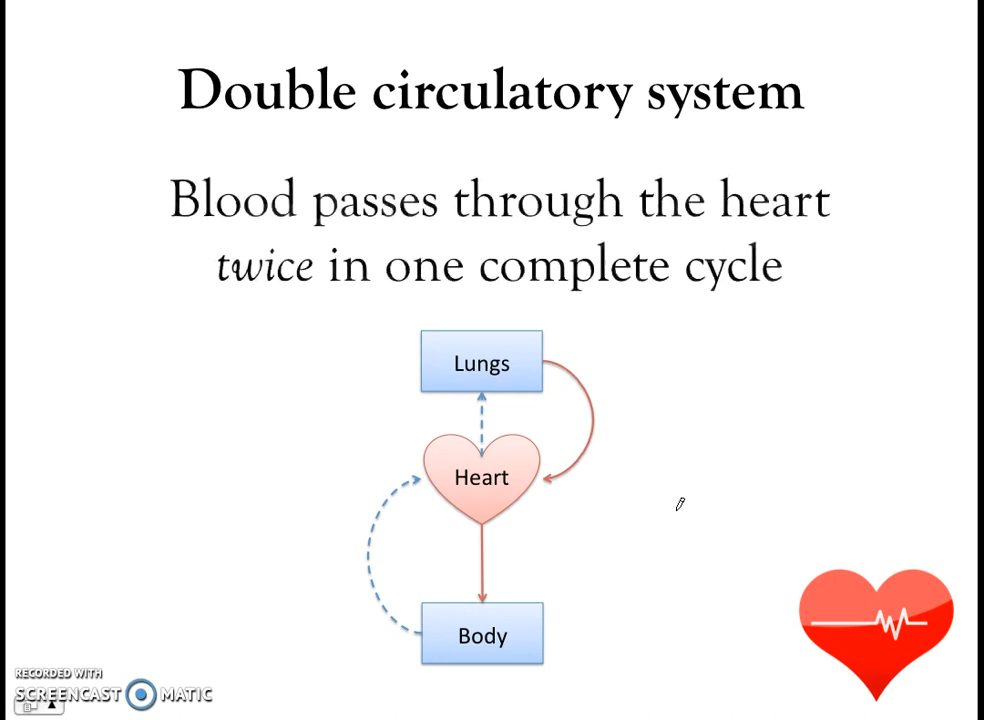 Double circulatory system
Blood passes through the heart
twice in one complete cycle
Lungs
Heart
Body
RECORDED WITH
SCREENCAST MATIC